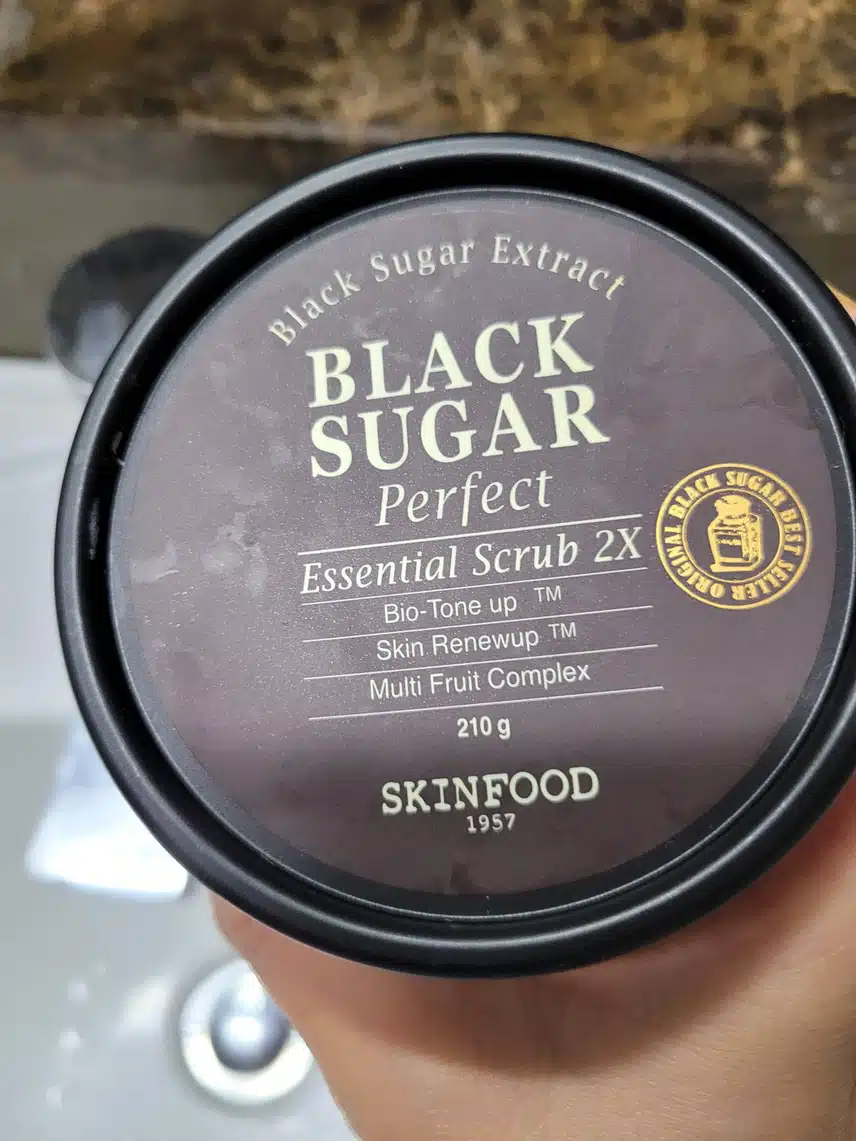 Black Sugar Extract
BLACK
SUGAR
Perfect
Essential Scrub 2X
Bio-Tone up TM
Skin Renewup TM
Multi Fruit Complex
210 g
SKINFOOD
1957
ORIGINAL BLACK SUGAR BEST SELLER